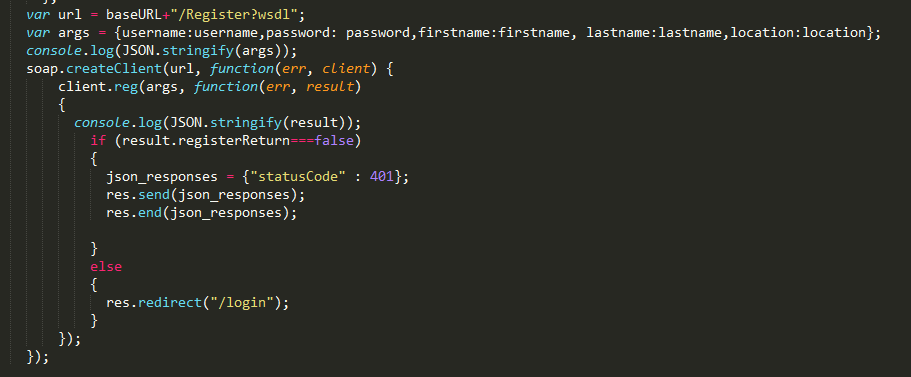 };
var url = baseURL+"/Register?wsdl";
var args = {username:username,password: password,firstname:firstname, lastname:lastname,location:location};
console.log(JSON.stringify(args));
soap.createClient(url, function(err, client) {
client.reg(args, function(err, result)
{
console.log(JSON.stringify(result));
if (result.registerReturn===false)
{
json_responses = {"statusCode" : 401};
res.send(json_responses);
res.end(json_responses);
}
else
{
res.redirect("/login");
}
});
});